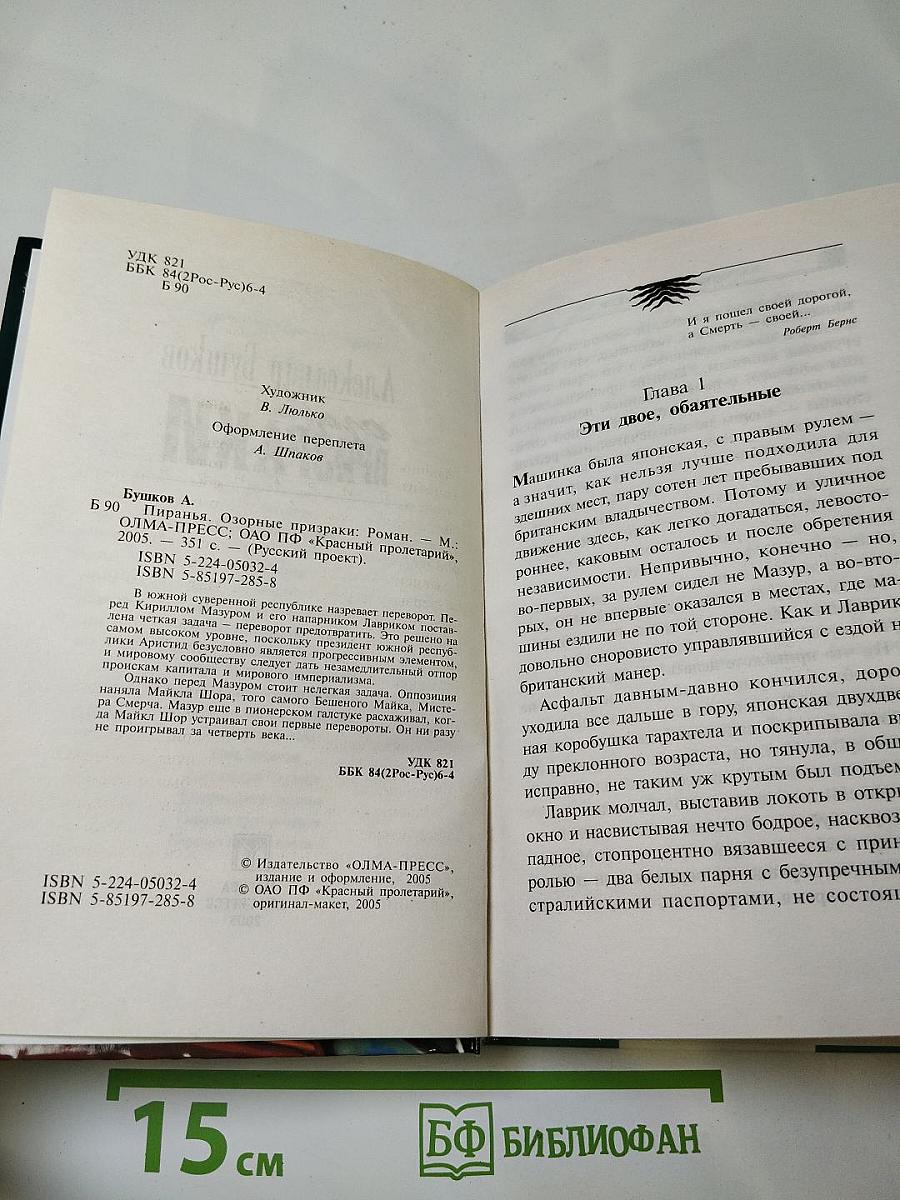 УДК 821
ББК 84(2Рос-Рус)6-4
Б 90
Художник
В. Люлько
Оформление переплета
А. Шпаков
Бушков А.
Б 90 Пиранья. Озорные призраки: Роман. — М.:
ОЛМА-ПРЕСС; ОАО ПФ «Красный пролетарий»,
2005. — 351 с. — (Русский проект).
ISBN 5-224-05032-4
ISBN 5-85197-285-8
В южной суверенной республике назревает переворот. Пе-
ред Кириллом Мазуром и его напарником Лавриком постав-
лена четкая задача — переворот предотвратить. Это решено на
самом высоком уровне, поскольку президент южной респуб-
лики Аристид безусловно является прогрессивным элементом,
и мировому сообществу следует дать незамедлительный отпор
проискам капитала и мирового империализма.
Однако перед Мазуром стоит нелегкая задача. Оппозиция
наняла Майкла Шора, того самого Бешеного Майка, Мисте-
ра Смерча. Мазур еще в пионерском галстуке расхаживал, ког-
да Майкл Шор устраивал свои первые перевороты. Он ни разу
не проигрывал за четверть века...
УДК 821
ББК 84(2Рос-Рус)6-4
© Издательство «ОЛМА-ПРЕСС»,
издание и оформление, 2005
© ОАО ПФ «Красный пролетарий»,
оригинал-макет, 2005
ISBN 5-224-05032-4
ISBN 5-85197-285-8
И я пошел своей дорогой,
а Смерть — своей...
Роберт Бернс
Глава 1
Эти двое, обаятельные
Машинка была японская, с правым рулем —
а значит, как нельзя лучше подходила для
здешних мест, пару сотен лет пребывавших под
британским владычеством. Потому и уличное
движение здесь, как легко догадаться, левосто-
роннее, каковым осталось и после обретения
независимости. Непривычно, конечно — но,
во-первых, за рулем сидел не Мазур, а во-вто-
рых, он не впервые оказался в местах, где ма-
шины ездили не по той стороне. Как и Лаврик,
довольно сноровисто управлявшийся с ездой н
британский манер.
Асфальт давным-давно кончился, доро
уходила все дальше в гору, японская двухдве
ная коробушка тарахтела и поскрипывала в
ду преклонного возраста, но тянула, в общ
исправно, не таким уж крутым был подъем
Лаврик молчал, выставив локоть в откры
окно и насвистывая нечто бодрое, насквоз
падное, стопроцентно вязавшееся с прин
ролью — два белых парня с безупречным
стралийскими паспортами, не состоящ
15 см
БФ БИБЛИОФАН